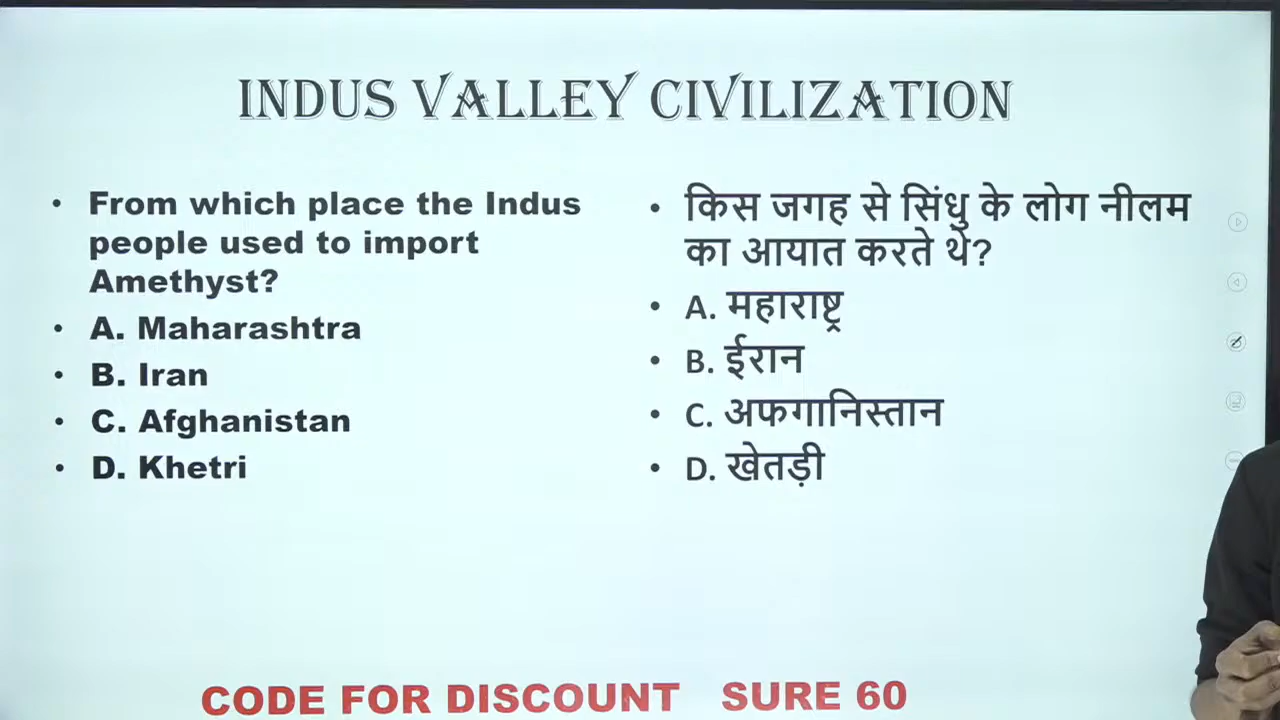 INDUS VALLEY CIVILIZATION
• From which place the Indus
people used to import
Amethyst?
• A. Maharashtra
• B. Iran
• C. Afghanistan
• D. Khetri
• किस जगह से सिंधु के लोग नीलम
का आयात करते थे?
• A. महाराष्ट्र
• B. ईरान
• C. अफगानिस्तान
• D. खेतड़ी
CODE FOR DISCOUNT SURE 60